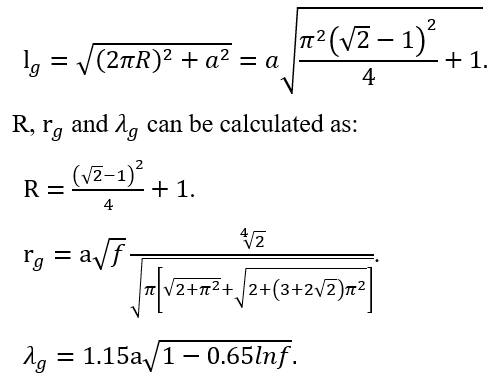 l_g = √((2πR)² + a²) = a√(π²(√2 − 1)²/4 + 1).
R, r_g and λ_g can be calculated as:
R = (√2−1)²/4 + 1.
r_g = a√f ⁴√2/√(π[√(2+π²)+√(2+(3+2√2)π²)]).
λ_g = 1.15a√(1 − 0.65lnf).